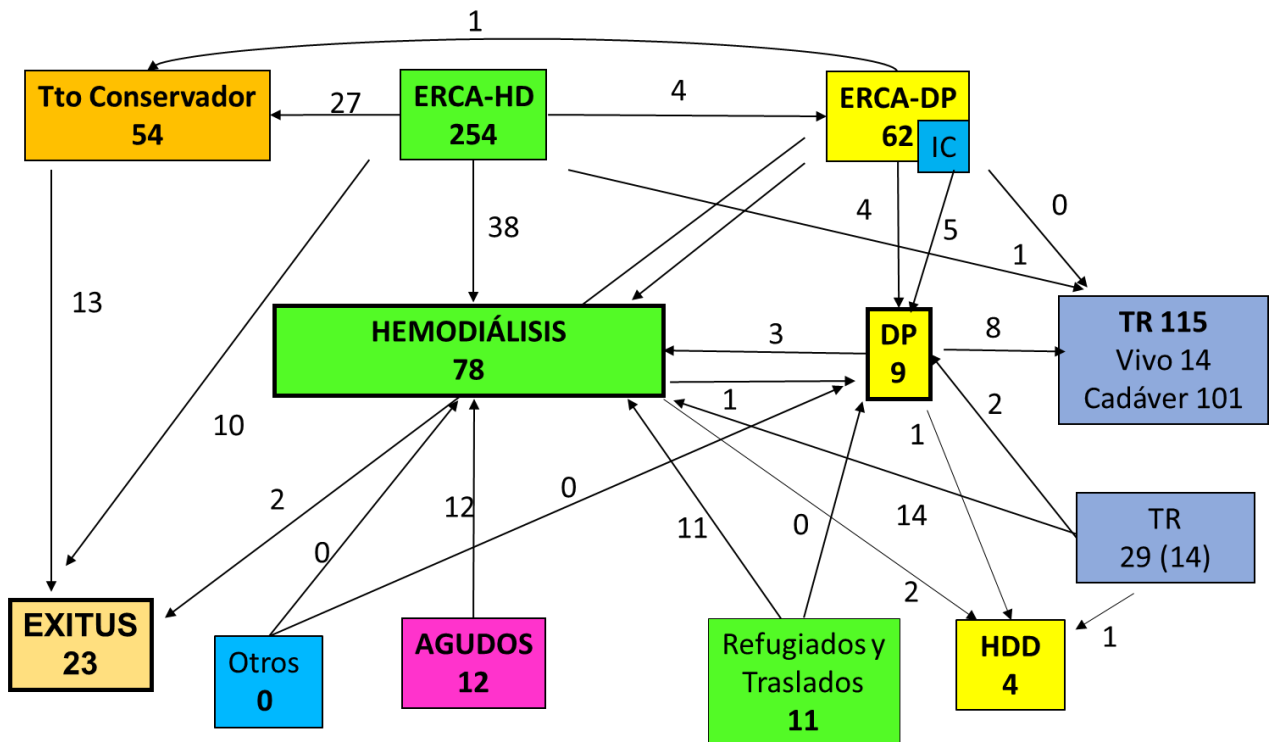 1
Tto Conservador
54
27
ERCA-HD
254
4
ERCA-DP
62
IC
38
4
5
0
1
13
HEMODIÁLISIS
78
3
DP
9
8
TR 115
Vivo 14
Cadáver 101
1
2
10
1
2
0
12
0
11
0
14
2
TR
29 (14)
1
EXITUS
23
Otros
0
AGUDOS
12
Refugiados y
Traslados
11
HDD
4